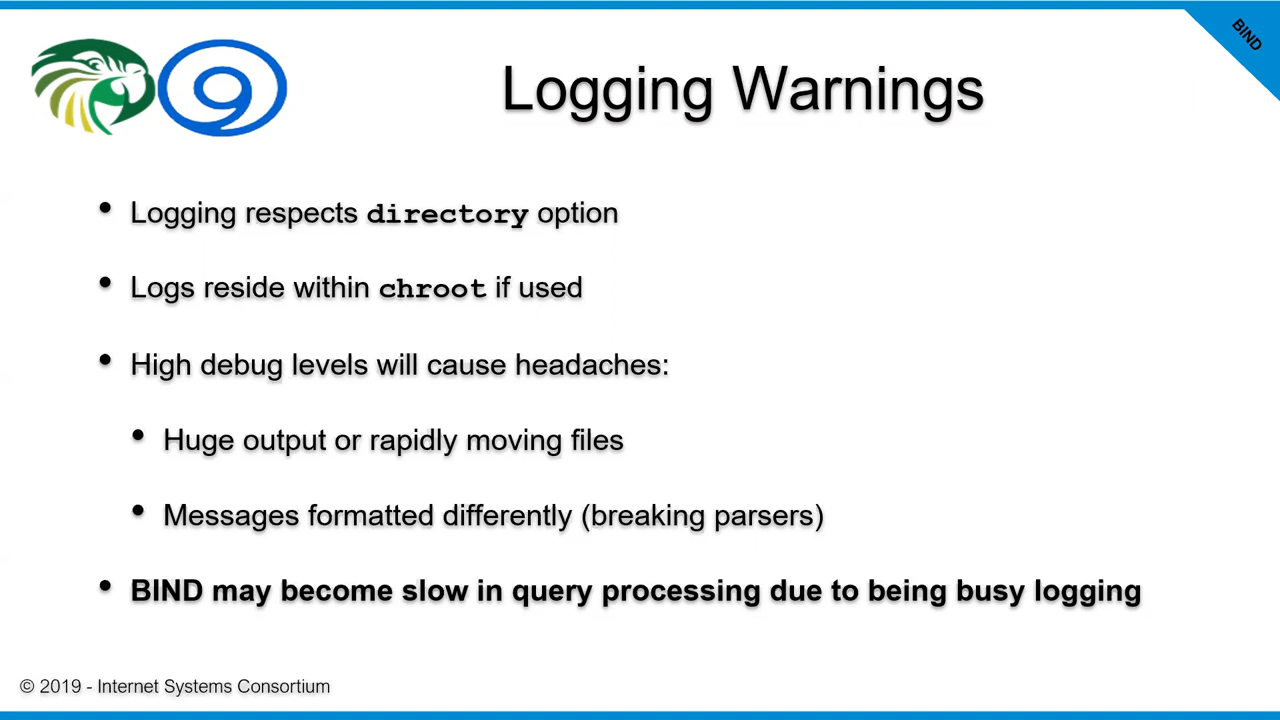 BIND
9
Logging Warnings
• Logging respects directory option
• Logs reside within chroot if used
• High debug levels will cause headaches:
• Huge output or rapidly moving files
• Messages formatted differently (breaking parsers)
• BIND may become slow in query processing due to being busy logging
© 2019 - Internet Systems Consortium